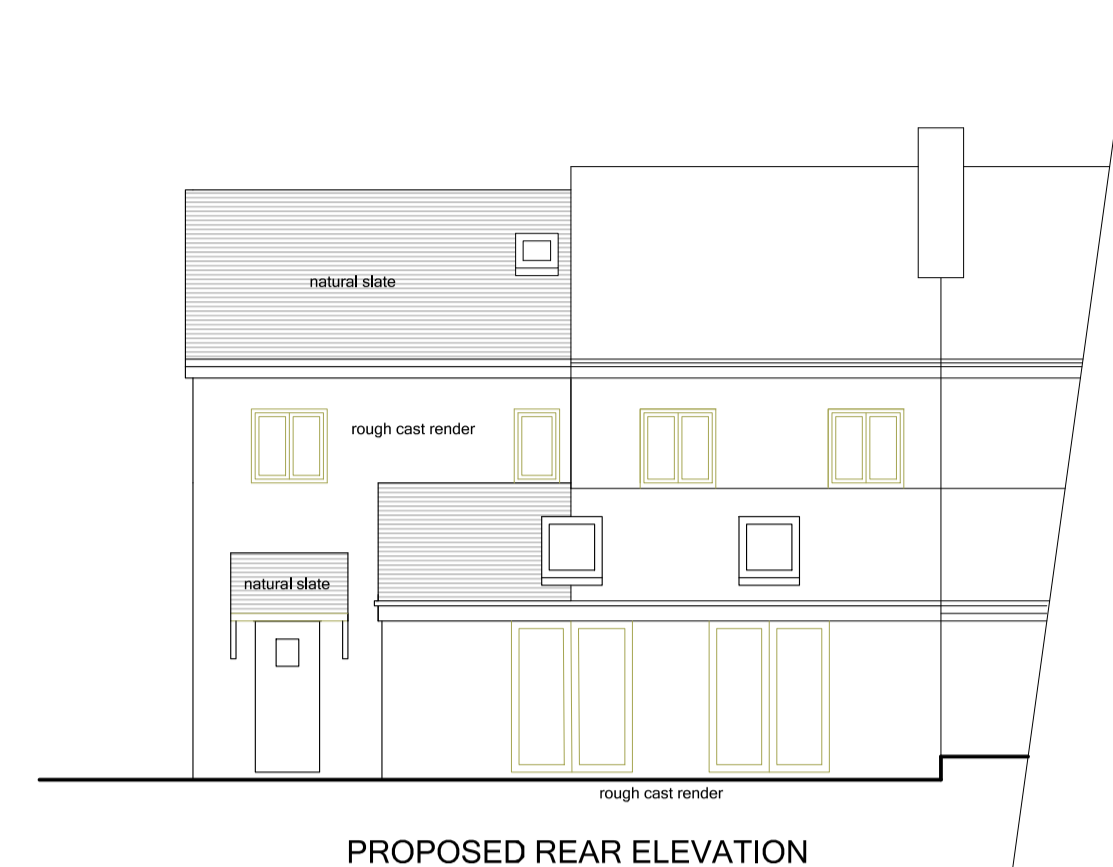 natural slate
rough cast render
natural slate
rough cast render
PROPOSED REAR ELEVATION